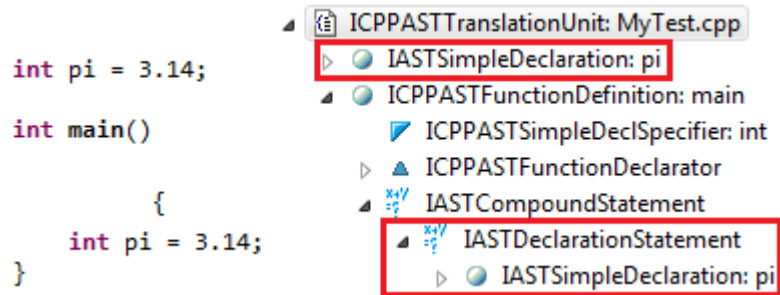 int pi = 3.14;
int main()
{
int pi = 3.14;
}
ICPPASTTranslationUnit: MyTest.cpp
IASTSimpleDeclaration: pi
ICPPASTFunctionDefinition: main
ICPPASTSimpleDeclSpecifier: int
ICPPASTFunctionDeclarator
IASTCompoundStatement
IASTDeclarationStatement
IASTSimpleDeclaration: pi